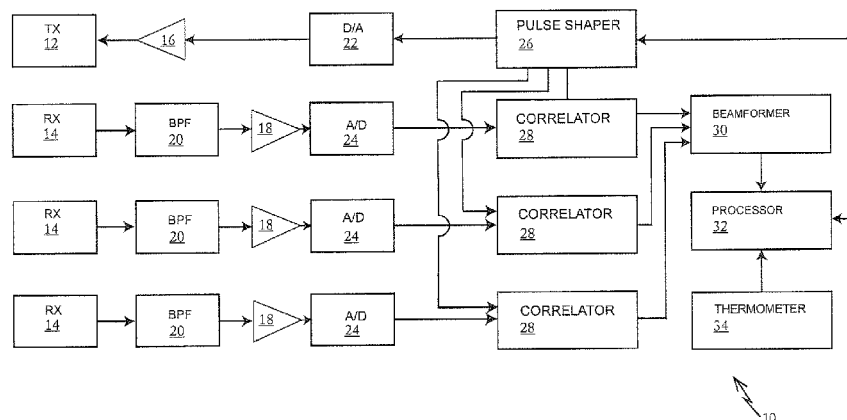 TX
12
16
D/A
22
PULSE SHAPER
26
RX
14
BPF
20
18
A/D
24
CORRELATOR
28
BEAMFORMER
30
RX
14
BPF
20
18
A/D
24
CORRELATOR
28
PROCESSOR
32
RX
14
BPF
20
18
A/D
24
CORRELATOR
28
THERMOMETER
34
10